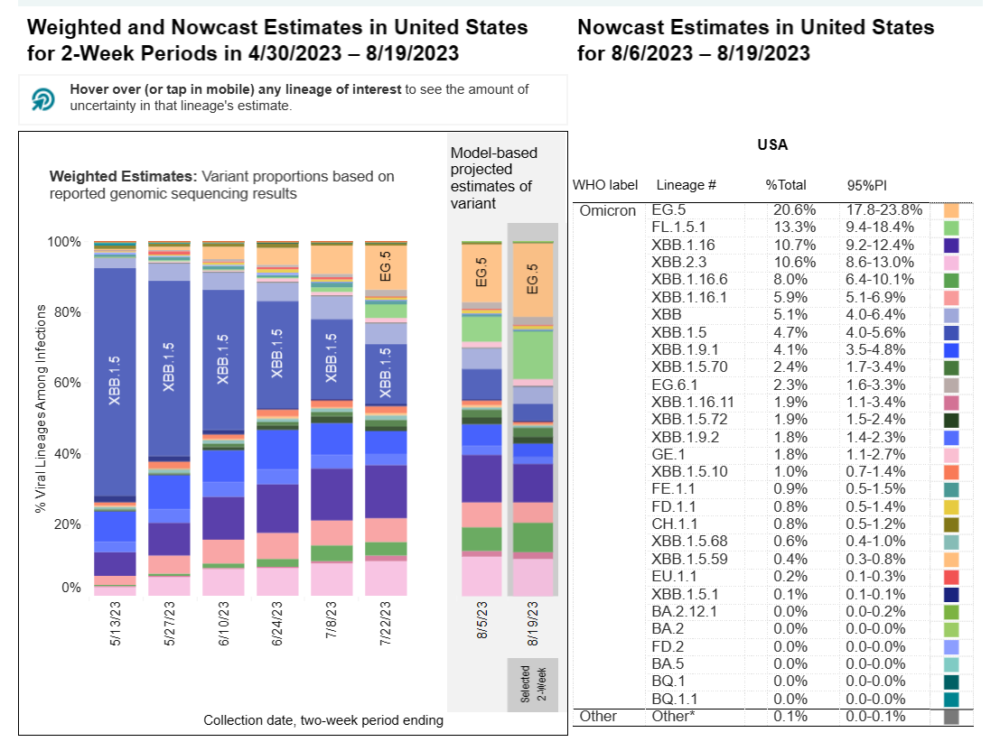 Weighted and Nowcast Estimates in United States
for 2-Week Periods in 4/30/2023 – 8/19/2023
Hover over (or tap in mobile) any lineage of interest to see the amount of
uncertainty in that lineage's estimate.
Weighted Estimates: Variant proportions based on
reported genomic sequencing results
Model-based
projected
estimates of
variant
% Viral Lineages Among Infections
100%
80%
60%
40%
20%
0%
XBB.1.5
XBB.1.5
XBB.1.5
XBB.1.5
XBB.1.5
XBB.1.5
EG.5
EG.5
EG.5
5/13/23
5/27/23
6/10/23
6/24/23
7/8/23
7/22/23
8/5/23
8/19/23
Selected
2-Week
Collection date, two-week period ending
Nowcast Estimates in United States
for 8/6/2023 – 8/19/2023
USA
WHO label Lineage # %Total 95%PI
Omicron EG.5 20.6% 17.8-23.8%
FL.1.5.1 13.3% 9.4-18.4%
XBB.1.16 10.7% 9.2-12.4%
XBB.2.3 10.6% 8.6-13.0%
XBB.1.16.6 8.0% 6.4-10.1%
XBB.1.16.1 5.9% 5.1-6.9%
XBB 5.1% 4.0-6.4%
XBB.1.5 4.7% 4.0-5.6%
XBB.1.9.1 4.1% 3.5-4.8%
XBB.1.5.70 2.4% 1.7-3.4%
EG.6.1 2.3% 1.6-3.3%
XBB.1.16.11 1.9% 1.1-3.4%
XBB.1.5.72 1.9% 1.5-2.4%
XBB.1.9.2 1.8% 1.4-2.3%
GE.1 1.8% 1.1-2.7%
XBB.1.5.10 1.0% 0.7-1.4%
FE.1.1 0.9% 0.5-1.5%
FD.1.1 0.8% 0.5-1.4%
CH.1.1 0.8% 0.5-1.2%
XBB.1.5.68 0.6% 0.4-1.0%
XBB.1.5.59 0.4% 0.3-0.8%
EU.1.1 0.2% 0.1-0.3%
XBB.1.5.1 0.1% 0.1-0.1%
BA.2.12.1 0.0% 0.0-0.2%
BA.2 0.0% 0.0-0.0%
FD.2 0.0% 0.0-0.0%
BA.5 0.0% 0.0-0.0%
BQ.1 0.0% 0.0-0.0%
BQ.1.1 0.0% 0.0-0.0%
Other Other* 0.1% 0.0-0.1%